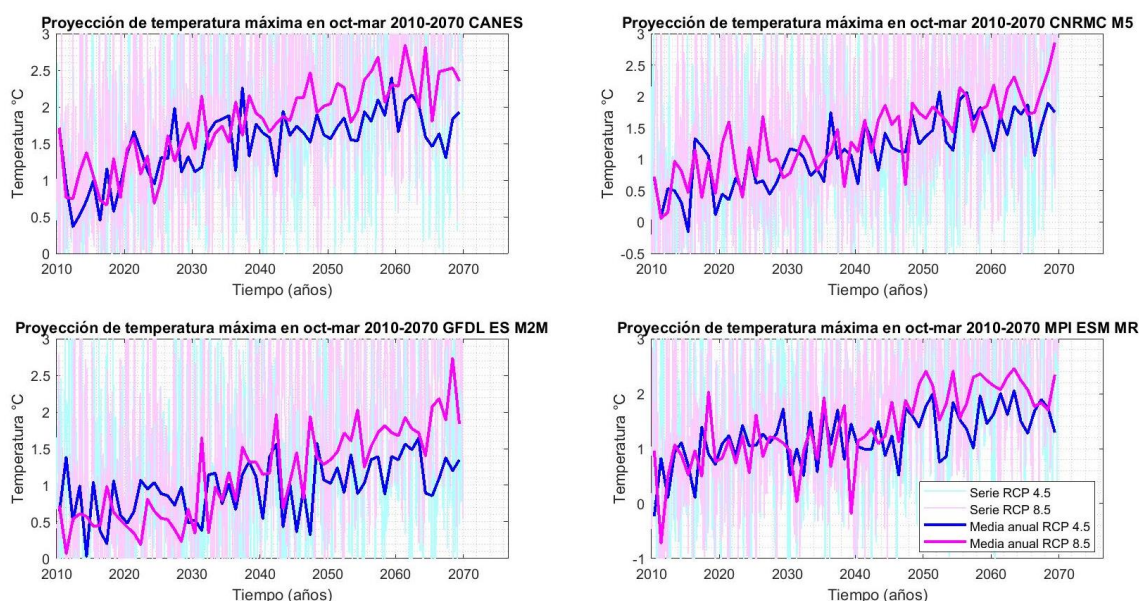 Proyección de temperatura máxima en oct-mar 2010-2070 CANES
3
2.5
2
1.5
1
0.5
0
Temperatura °C
2010 2020 2030 2040 2050 2060 2070
Tiempo (años)
Proyección de temperatura máxima en oct-mar 2010-2070 CNRMC M5
3
2.5
2
1.5
1
0.5
0
-0.5
Temperatura °C
2010 2020 2030 2040 2050 2060 2070
Tiempo (años)
Proyección de temperatura máxima en oct-mar 2010-2070 GFDL ES M2M
3
2.5
2
1.5
1
0.5
0
Temperatura °C
2010 2020 2030 2040 2050 2060 2070
Tiempo (años)
Proyección de temperatura máxima en oct-mar 2010-2070 MPI ESM MR
3
2
1
0
-1
Temperatura °C
2010 2020 2030 2040 2050 2060 2070
Tiempo (años)
Serie RCP 4.5
Serie RCP 8.5
Media anual RCP 4.5
Media anual RCP 8.5